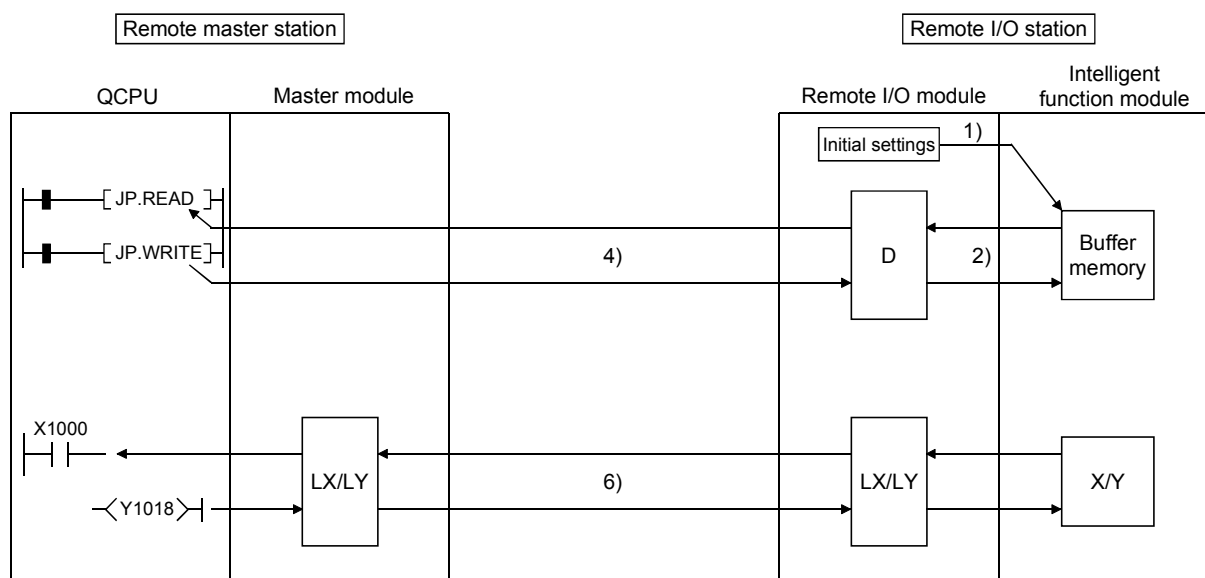 Remote master station
Remote I/O station
QCPU
Master module
Remote I/O module
Intelligent
function module
Initial settings
1)
JP.READ
JP.WRITE
4)
D
2)
Buffer
memory
X1000
LX/LY
6)
LX/LY
X/Y
Y1018